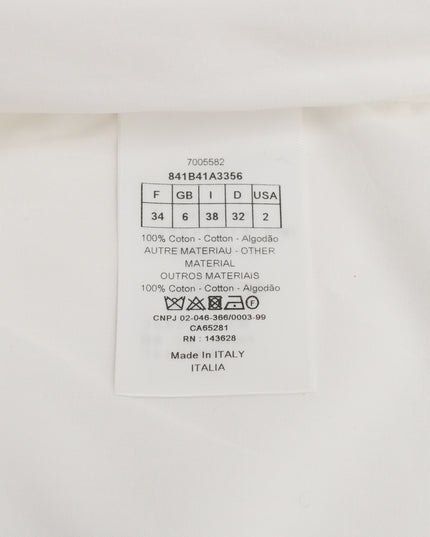 7005582
841B41A3356
F GB I D USA
34 6 38 32 2
100% Coton - Cotton - Algodão
AUTRE MATERIAU - OTHER
MATERIAL
OUTROS MATERIAIS
100% Coton - Cotton - Algodão
CNPJ 02-046-366/0003-99
CA65281
RN : 143628
Made In ITALY
ITALIA